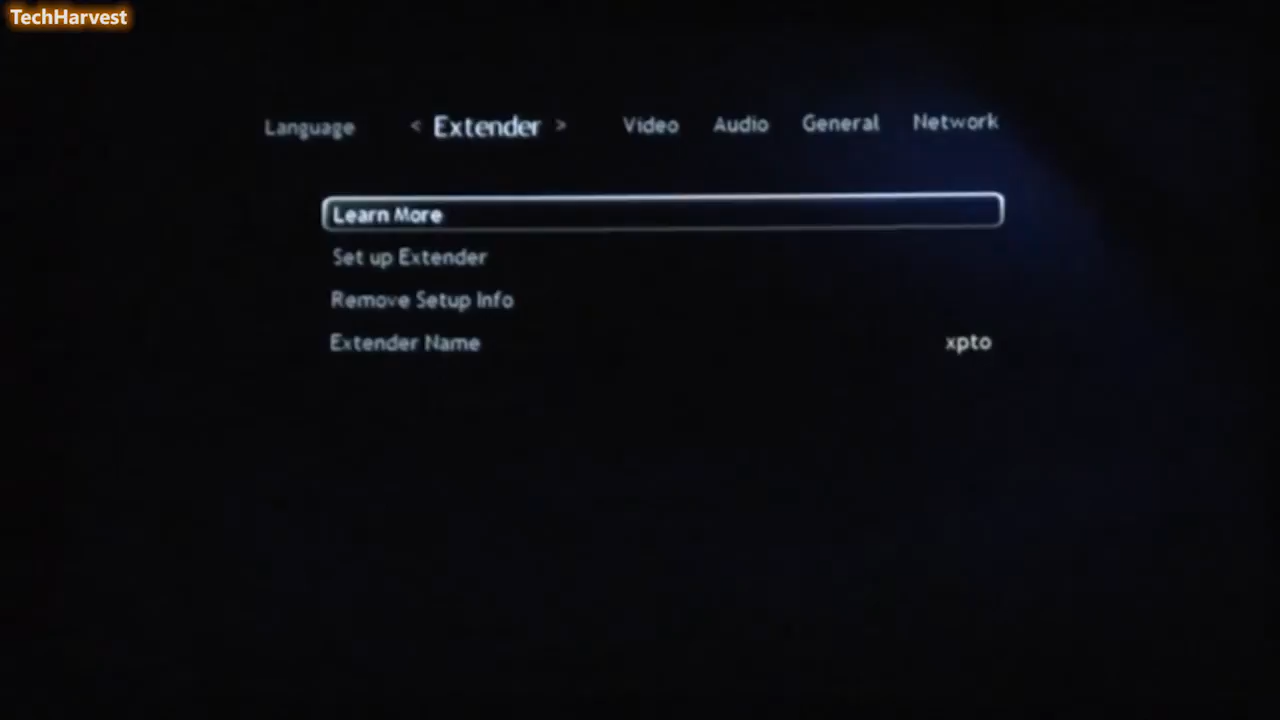 TechHarvest
Language < Extender > Video Audio General Network
Learn More
Set up Extender
Remove Setup Info
Extender Name xpto